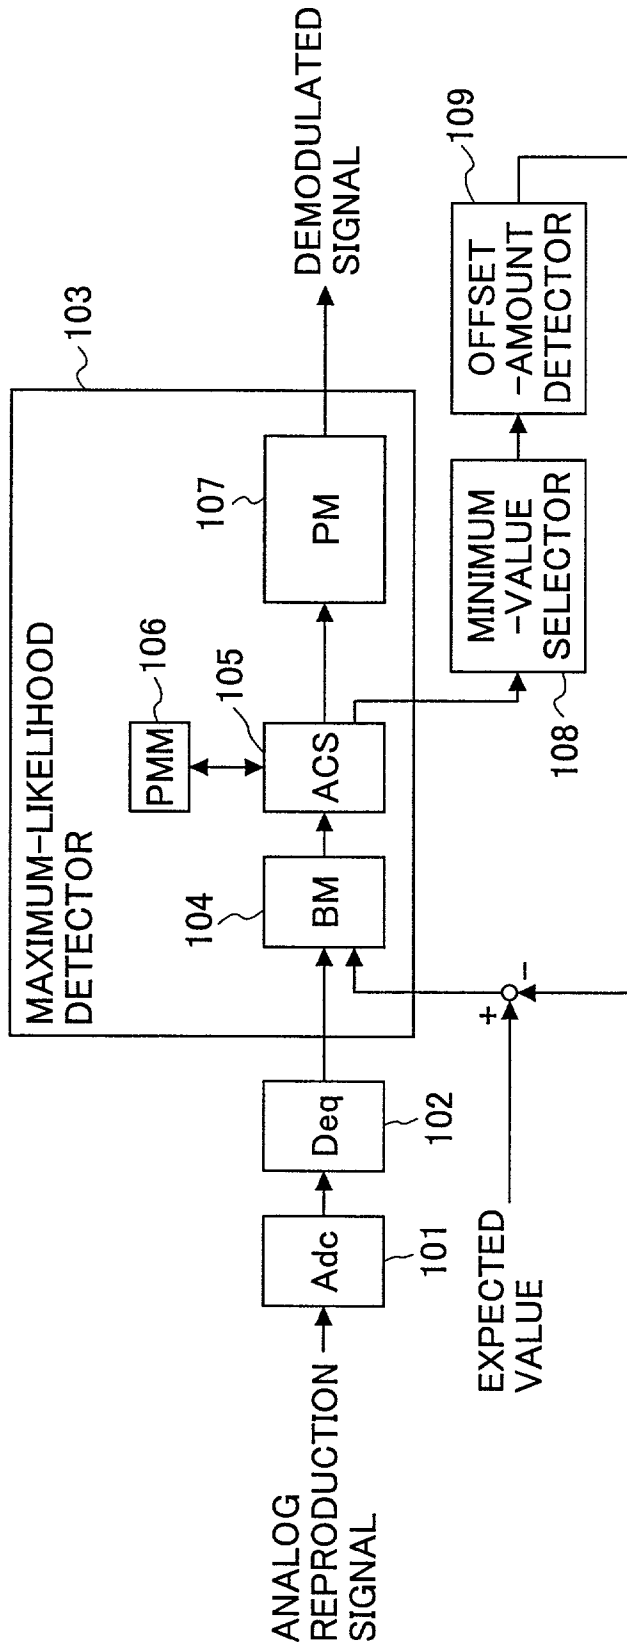 MAXIMUM-LIKELIHOOD
DETECTOR
103
106
PMM
105
107
104
BM
ACS
PM
DEMODULATED
SIGNAL
ANALOG
REPRODUCTION
SIGNAL
Adc
101
Deq
102
EXPECTED
VALUE
+
-
MINIMUM
-VALUE
SELECTOR
108
OFFSET
-AMOUNT
DETECTOR
109